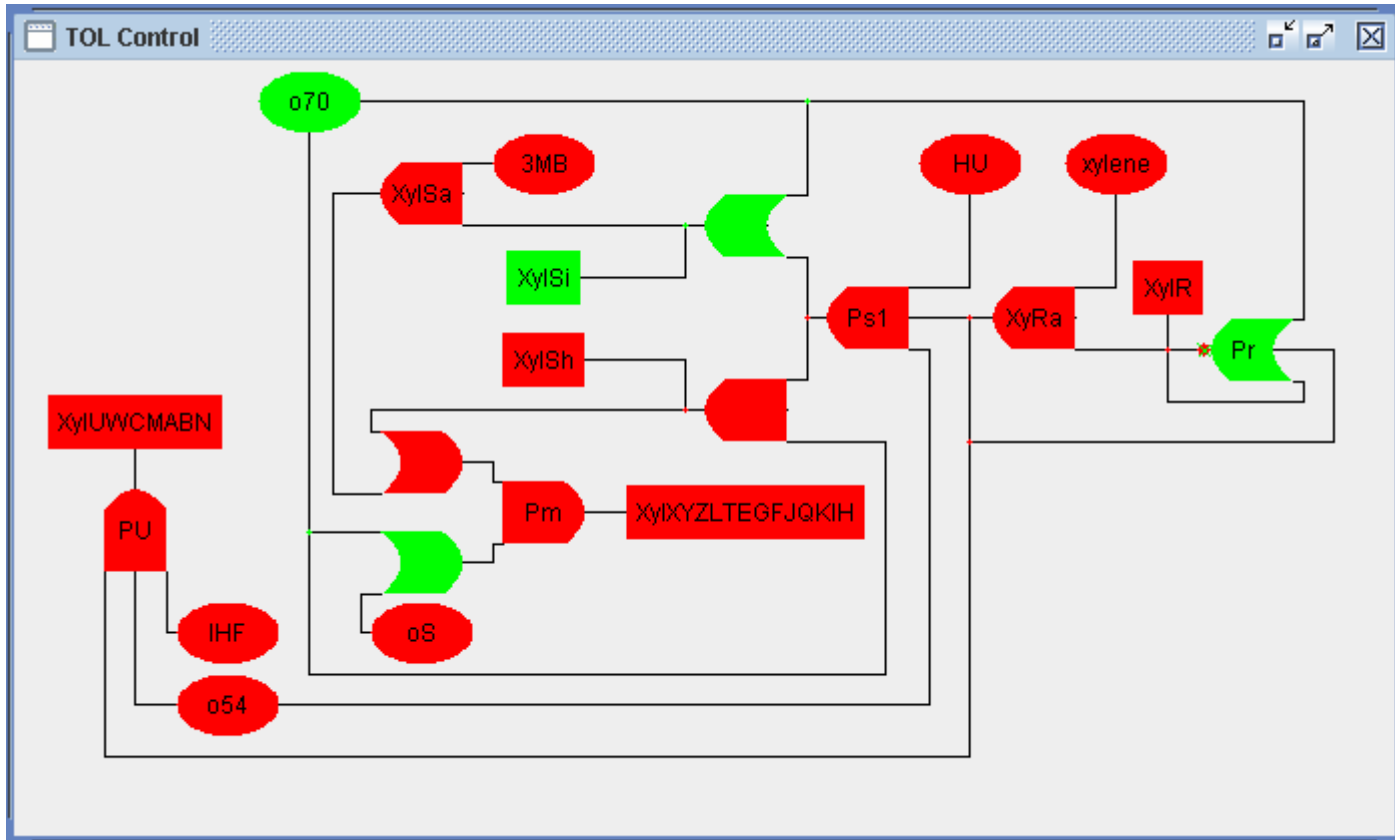 TOL Control
o70
3MB
HU
xylene
XylSa
XylSi
XylR
Ps1
XyRa
Pr
XylSh
XylUWCMABN
Pm
XylXYZLTEGFJQKIH
PU
IHF
oS
o54